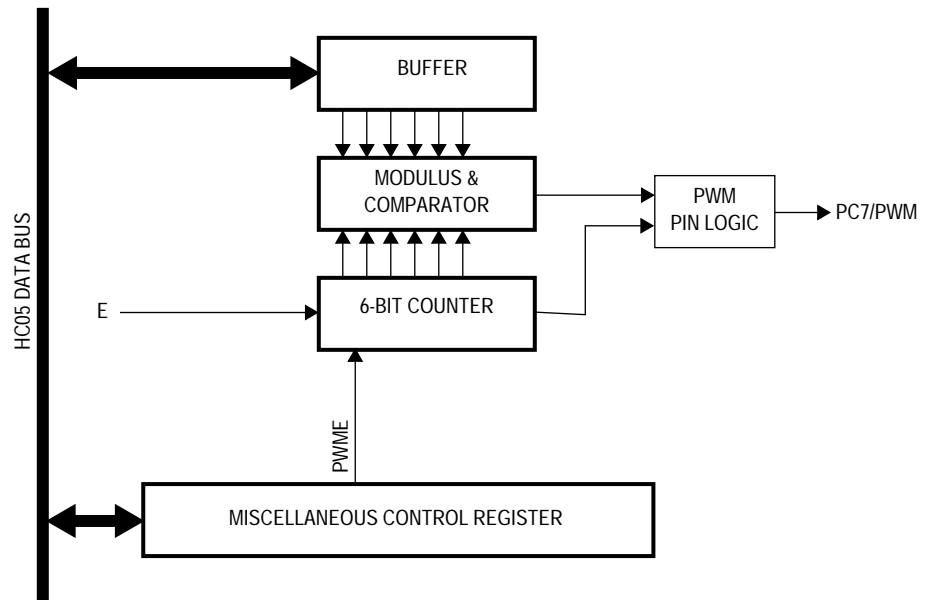 BUFFER
MODULUS &
COMPARATOR
PWM
PIN LOGIC
PC7/PWM
6-BIT COUNTER
E
HC05 DATA BUS
PWME
MISCELLANEOUS CONTROL REGISTER